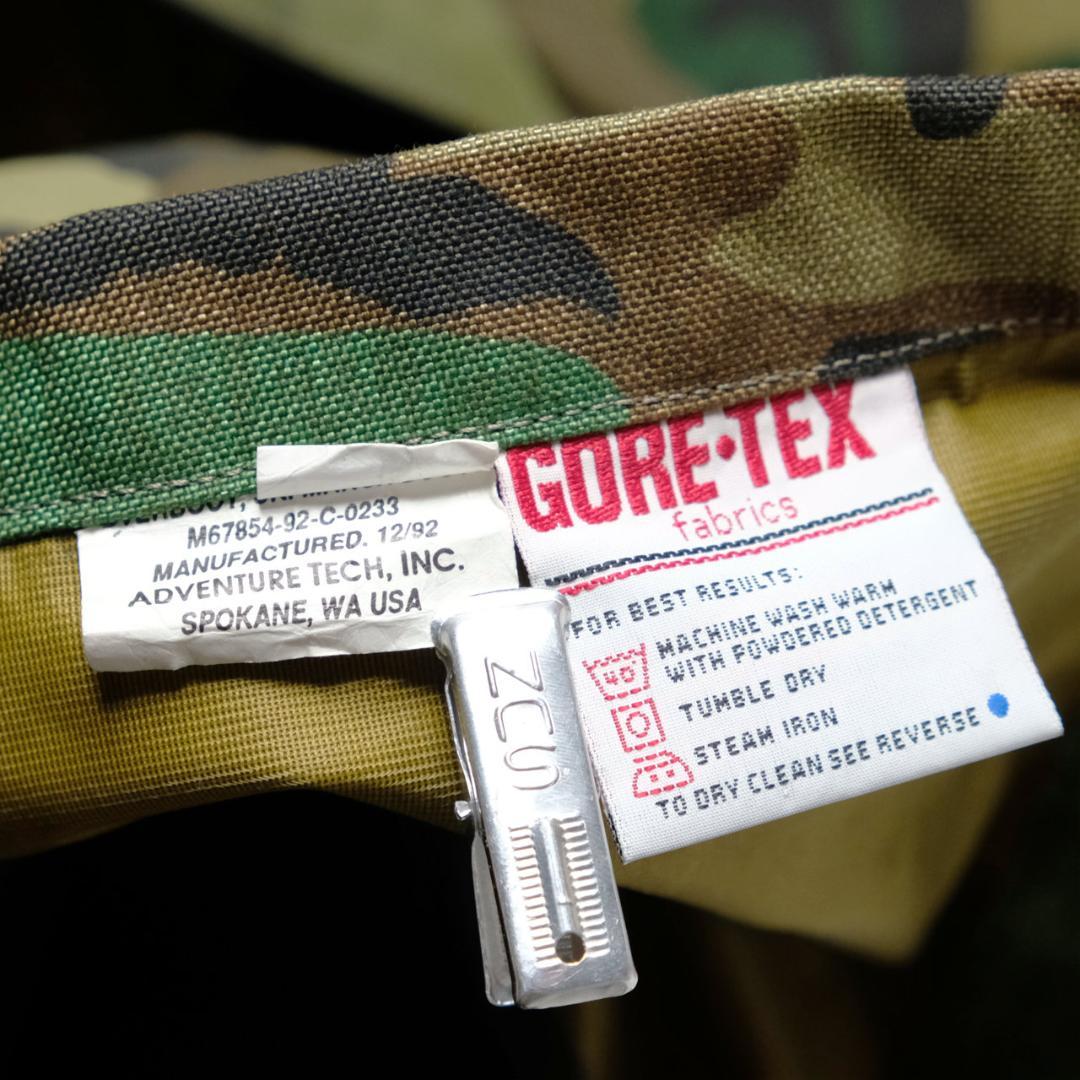 M67854-92-C-0233
MANUFACTURED. 12/92
ADVENTURE TECH, INC.
SPOKANE, WA USA
GORE·TEX
fabrics
FOR BEST RESULTS:
MACHINE WASH WARM
WITH POWDERED DETERGENT
TUMBLE DRY
STEAM IRON
TO DRY CLEAN SEE REVERSE